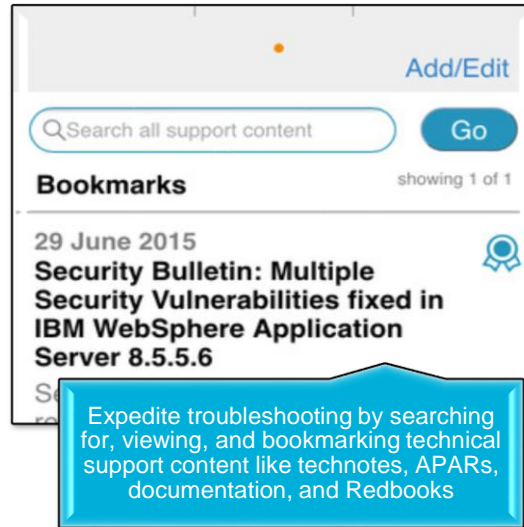 Add/Edit
Search all support content
Go
Bookmarks
showing 1 of 1
29 June 2015
Security Bulletin: Multiple
Security Vulnerabilities fixed in
IBM WebSphere Application
Server 8.5.5.6
Expedite troubleshooting by searching
for, viewing, and bookmarking technical
support content like technotes, APARs,
documentation, and Redbooks